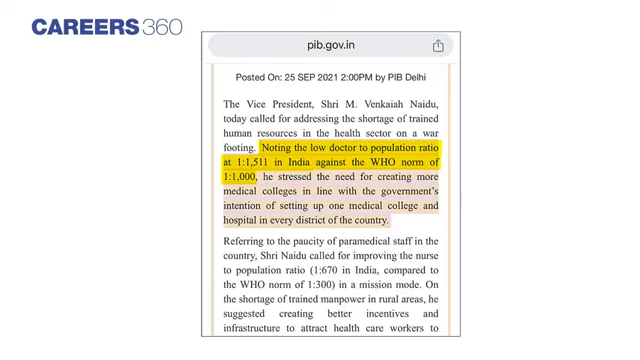 CAREERS360
pib.gov.in
Posted On: 25 SEP 2021 2:00PM by PIB Delhi
The Vice President, Shri M. Venkaiah Naidu,
today called for addressing the shortage of trained
human resources in the health sector on a war
footing. Noting the low doctor to population ratio
at 1:1,511 in India against the WHO norm of
1:1,000, he stressed the need for creating more
medical colleges in line with the government's
intention of setting up one medical college and
hospital in every district of the country.
Referring to the paucity of paramedical staff in the
country, Shri Naidu called for improving the nurse
to population ratio (1:670 in India, compared to
the WHO norm of 1:300) in a mission mode. On
the shortage of trained manpower in rural areas, he
suggested creating better incentives and
infrastructure to attract health care workers to